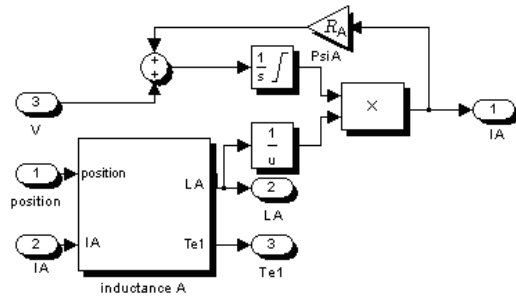 R_A
+
+
1
s
PsiA
3
V
×
1
IA
1
u
1
position
position
LA
2
LA
2
IA
IA
Te1
3
Te1
inductance A